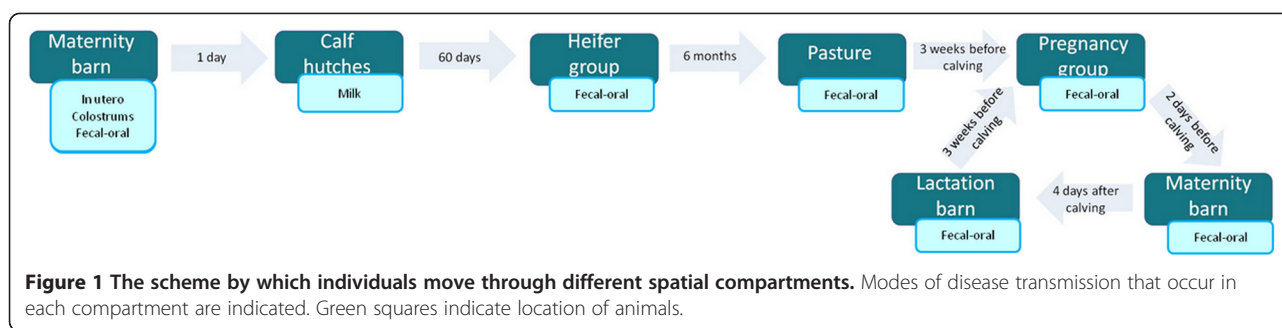 Maternity
barn
In utero
Colostrums
Fecal-oral
1 day
Calf
hutches
Milk
60 days
Heifer
group
Fecal-oral
6 months
Pasture
Fecal-oral
3 weeks before
calving
Pregnancy
group
Fecal-oral
2 days before
calving
Maternity
barn
Fecal-oral
4 days after
calving
Lactation
barn
Fecal-oral
3 weeks before
calving
Figure 1 The scheme by which individuals move through different spatial compartments. Modes of disease transmission that occur in
each compartment are indicated. Green squares indicate location of animals.